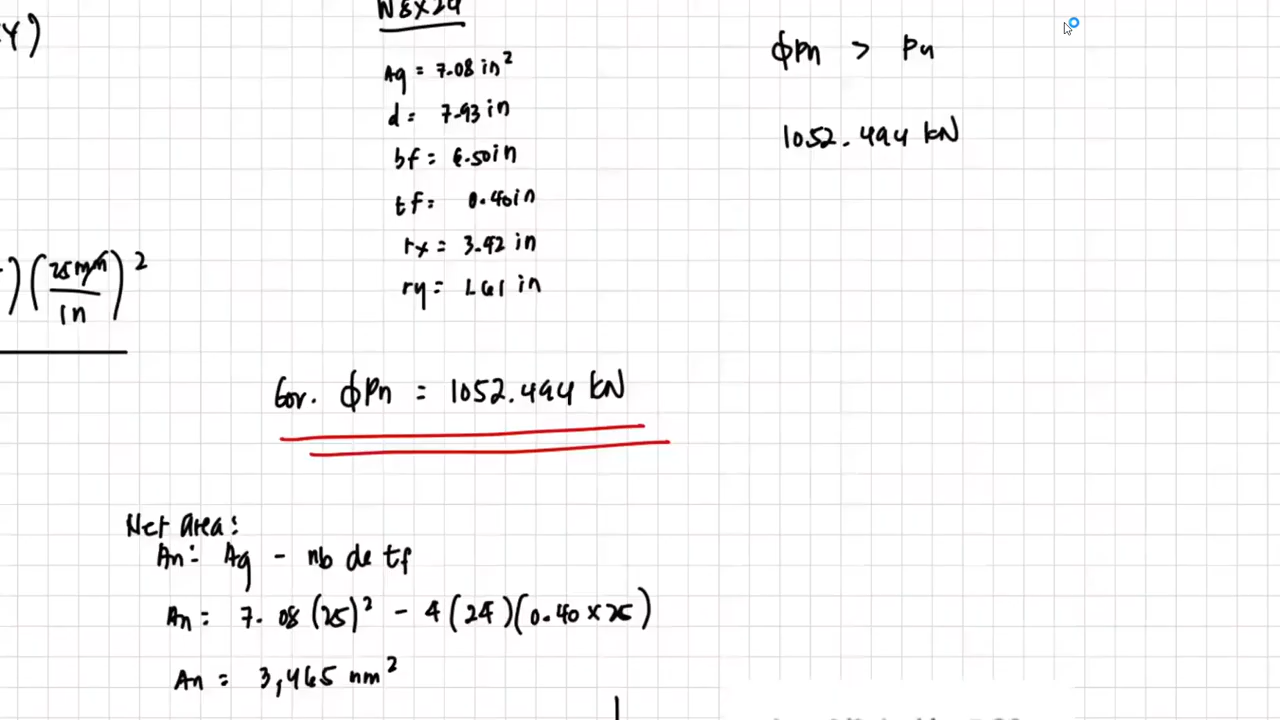 W8x24
Ag = 7.08 in²
d = 7.93 in
bf = 6.50 in
tf = 0.40 in
rx = 3.42 in
ry = 1.61 in
ϕPn > Pu
1052.494 kN
(25mm/in)²
Gov. ϕPn = 1052.494 kN
Net area:
An = Ag - nb de tf
An = 7.08 (25)² - 4 (24)(0.40 x 25)
An = 3,465 mm²